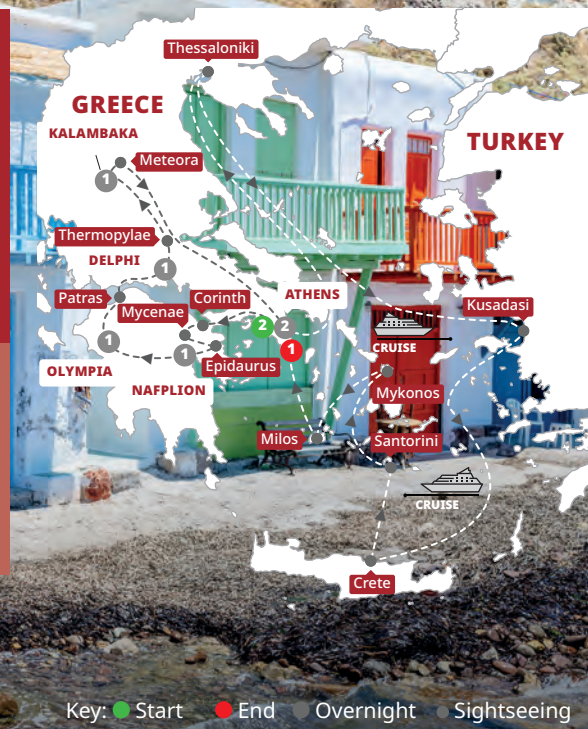 Thessaloniki
GREECE
KALAMBAKA
TURKEY
Meteora
1
Thermopylae
DELPHI
1
Patras
Mycenae
Corinth
ATHENS
Kusadasi
2
2
1
1
1
CRUISE
Epidaurus
OLYMPIA
NAFPLION
Mykonos
Milos
Santorini
CRUISE
Crete
Key: Start End Overnight Sightseeing